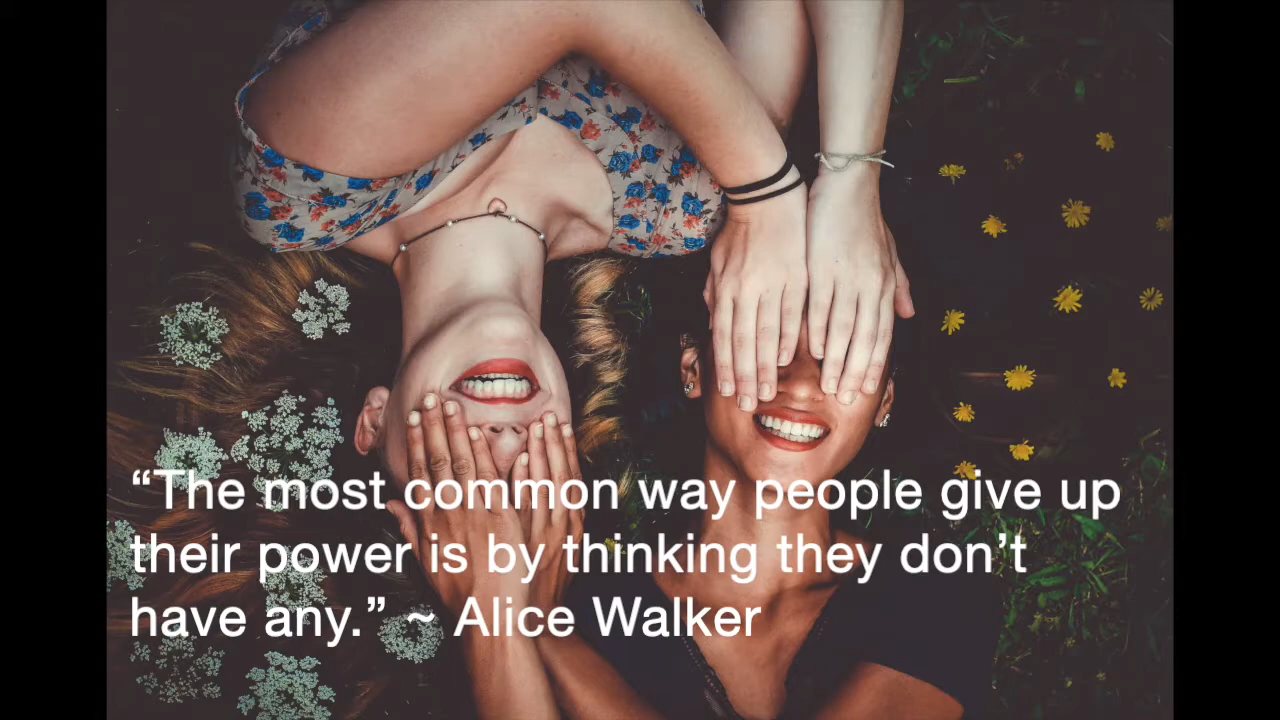 “The most common way people give up
their power is by thinking they don’t
have any.” ~ Alice Walker